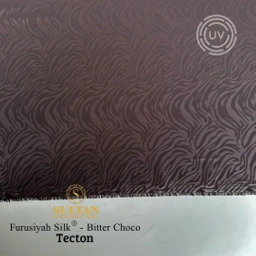 UV
SULTAN
Furusiyah Silk® - Bitter Choco
Tecton